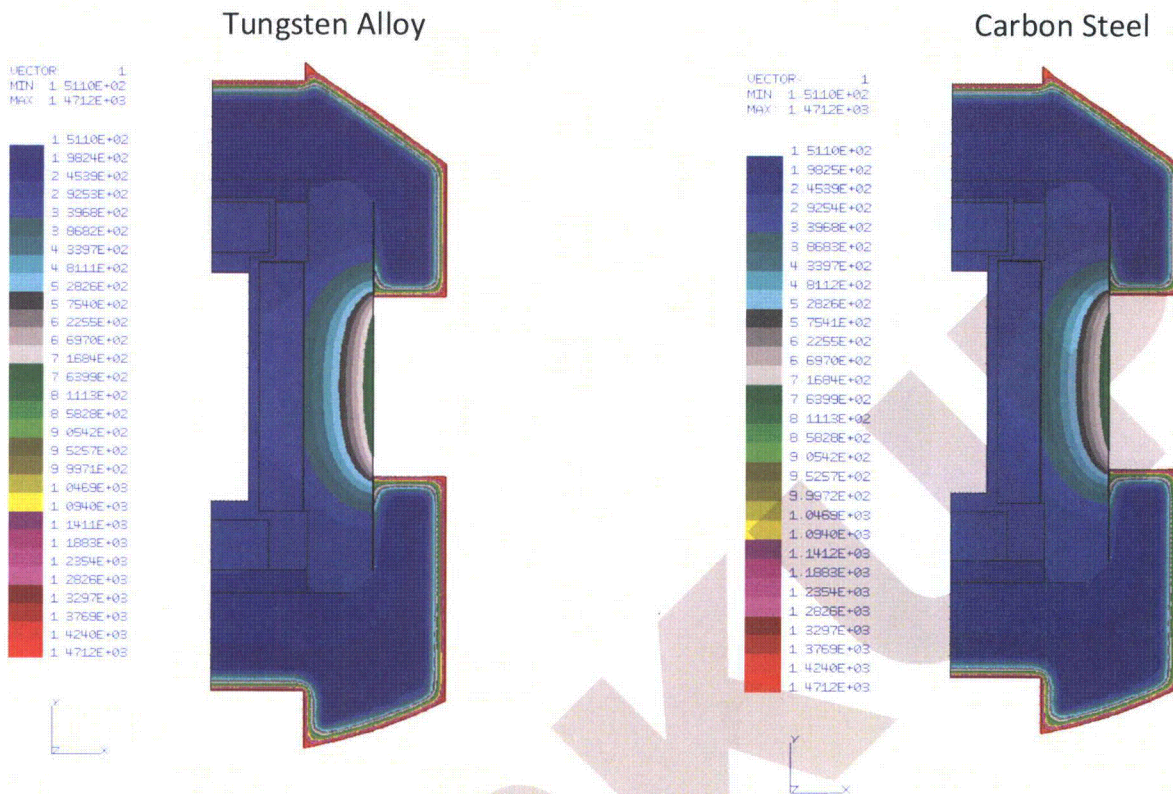 Tungsten Alloy
VECTOR 1
MIN 1 5110E+02
MAX 1 4712E+03
1 5110E+02
1 9824E+02
2 4539E+02
2 9253E+02
3 3968E+02
3 8682E+02
4 3397E+02
4 8111E+02
5 2826E+02
5 7540E+02
6 2255E+02
6 6970E+02
7 1684E+02
7 6399E+02
8 1113E+02
8 5828E+02
9 0542E+02
9 5257E+02
9 9971E+02
1 0469E+03
1 0940E+03
1 1411E+03
1 1883E+03
1 2354E+03
1 2826E+03
1 3297E+03
1 3769E+03
1 4240E+03
1 4712E+03
Y
Z X
Carbon Steel
VECTOR 1
MIN 1 5110E+02
MAX 1 4712E+03
1 5110E+02
1 9825E+02
2 4539E+02
2 9254E+02
3 3968E+02
3 8683E+02
4 3397E+02
4 8112E+02
5 2826E+02
5 7541E+02
6 2255E+02
6 6970E+02
7 1684E+02
7 6399E+02
8 1113E+02
8 5828E+02
9 0542E+02
9 5257E+02
9.9972E+02
1.0469E+03
1.0940E+03
1.1412E+03
1.1883E+03
1 2354E+03
1 2826E+03
1 3297E+03
1 3769E+03
1 4240E+03
1 4712E+03
Y
Z X